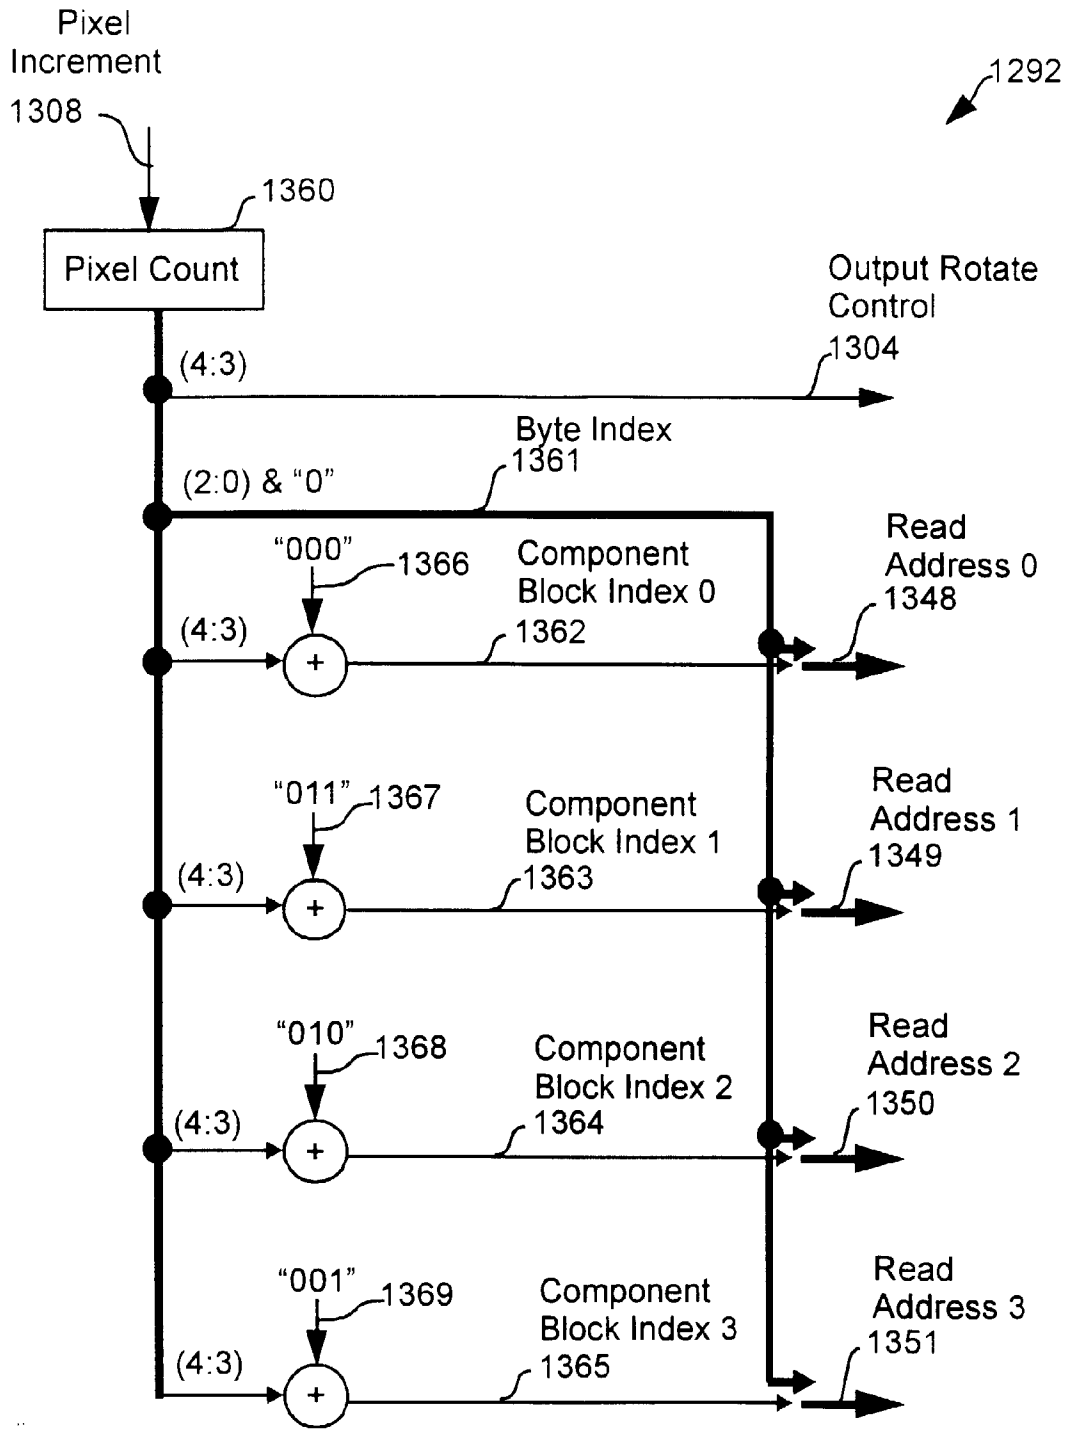 Pixel
Increment
1308
1292
1360
Pixel Count
Output Rotate
Control
1304
(4:3)
Byte Index
1361
(2:0) & “0”
Read
Address 0
1348
“000”
1366
Component
Block Index 0
1362
(4:3)
+
Read
Address 1
1349
“011”
1367
Component
Block Index 1
1363
(4:3)
+
Read
Address 2
1350
“010”
1368
Component
Block Index 2
1364
(4:3)
+
Read
Address 3
1351
“001”
1369
Component
Block Index 3
1365
(4:3)
+